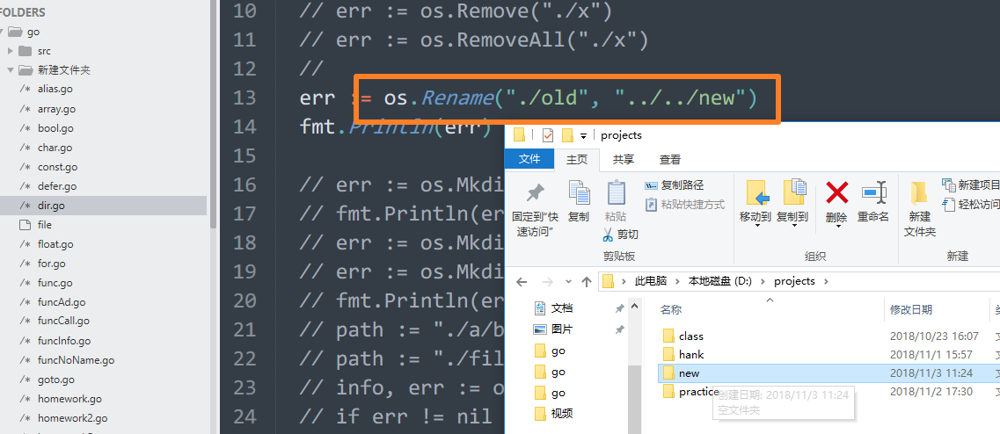 FOLDERS
go
src
新建文件夹
/* alias.go
/* array.go
/* bool.go
/* char.go
/* const.go
/* defer.go
/* dir.go
file
/* float.go
/* for.go
/* func.go
/* funcAd.go
/* funcCall.go
/* funcInfo.go
/* funcNoName.go
/* goto.go
/* homework.go
/* homework2.go
10 // err := os.Remove("./x")
11 // err := os.RemoveAll("./x")
12 //
13 err := os.Rename("./old", "../../new")
14 fmt.Println(err)
15
16 // err := os.Mkdi
17 // fmt.Println(er
18 // err := os.Mkdi
19 // err := os.Mkdi
20 // fmt.Println(er
21 // path := "./a/b
22 // path := "./fil
23 // info, err := o
24 // if err != nil
projects
文件 主页 共享 查看
固定到"快速访问"
复制
粘贴
复制路径
粘贴快捷方式
剪切
剪贴板
移动到
复制到
删除
重命名
组织
新建
文件夹
新建项目
轻松访问
新建
此电脑 本地磁盘 (D:) projects
文档
图片
go
go
go
视频
名称 修改日期
class 2018/10/23 16:07
hank 2018/11/1 15:57
new 2018/11/3 11:24
practice 2018/11/2 17:30
创建日期: 2018/11/3 11:24
空文件夹